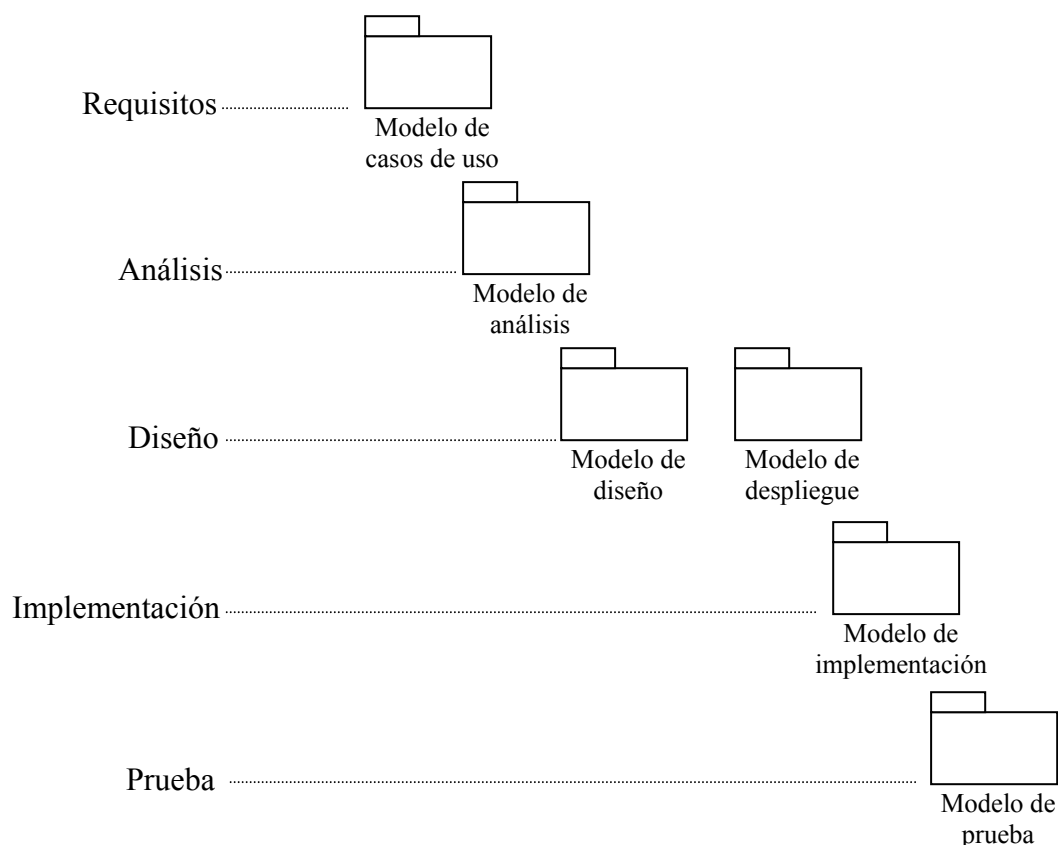 Requisitos
Modelo de
casos de uso
Análisis
Modelo de
análisis
Diseño
Modelo de
diseño
Modelo de
despliegue
Implementación
Modelo de
implementación
Prueba
Modelo de
prueba